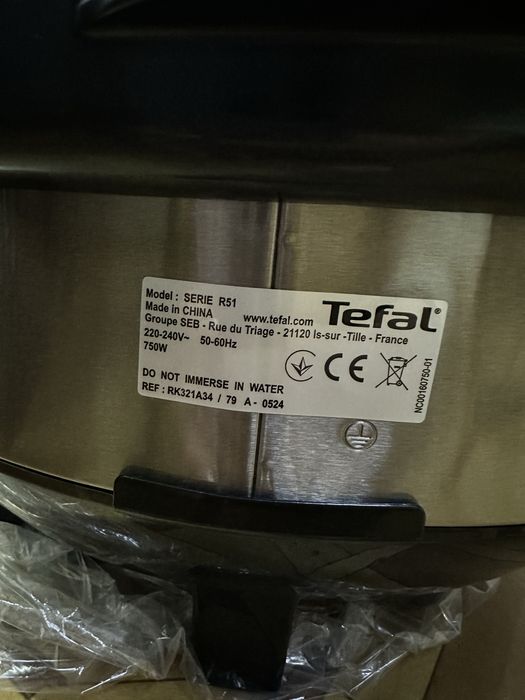 Model : SERIE R51
Made in CHINA www.tefal.com Tefal
Groupe SEB - Rue du Triage - 21120 Is-sur -Tille - France
220-240V~ 50-60Hz
750W
CE
DO NOT IMMERSE IN WATER
REF : RK321A34 / 79 A - 0524
NC00160750-01